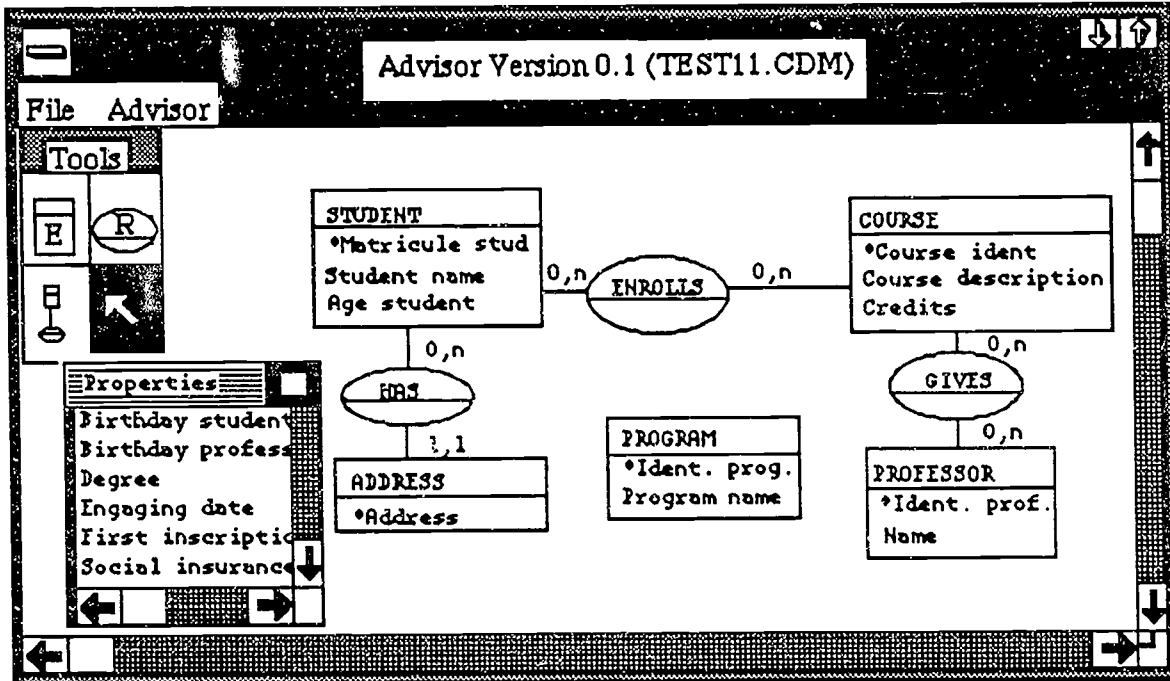 Advisor Version 0.1 (TEST11.CDM)
File Advisor
Tools
E
R
STUDENT
*Matricule stud
Student name
Age student
0,n
ENROLLS
0,n
COURSE
*Course ident
Course description
Credits
0,n
HAS
1,1
ADDRESS
*Address
0,n
GIVES
0,n
PROFESSOR
*Ident. prof.
Name
PROGRAM
*Ident. prog.
Program name
Properties
Birthday student
Birthday profess
Degree
Engaging date
First inscriptic
Social insurance